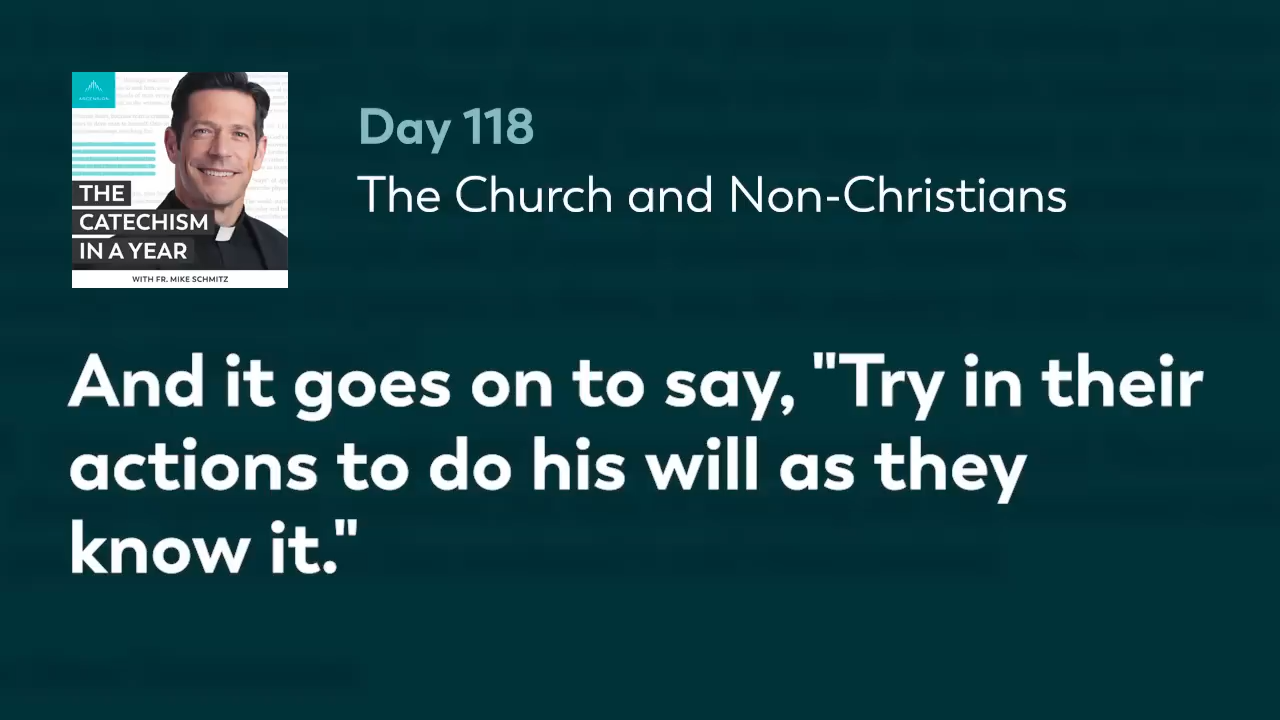 ASCENSION
Day 118
The Church and Non-Christians
THE
CATECHISM
IN A YEAR
WITH FR. MIKE SCHMITZ
And it goes on to say, "Try in their
actions to do his will as they
know it."